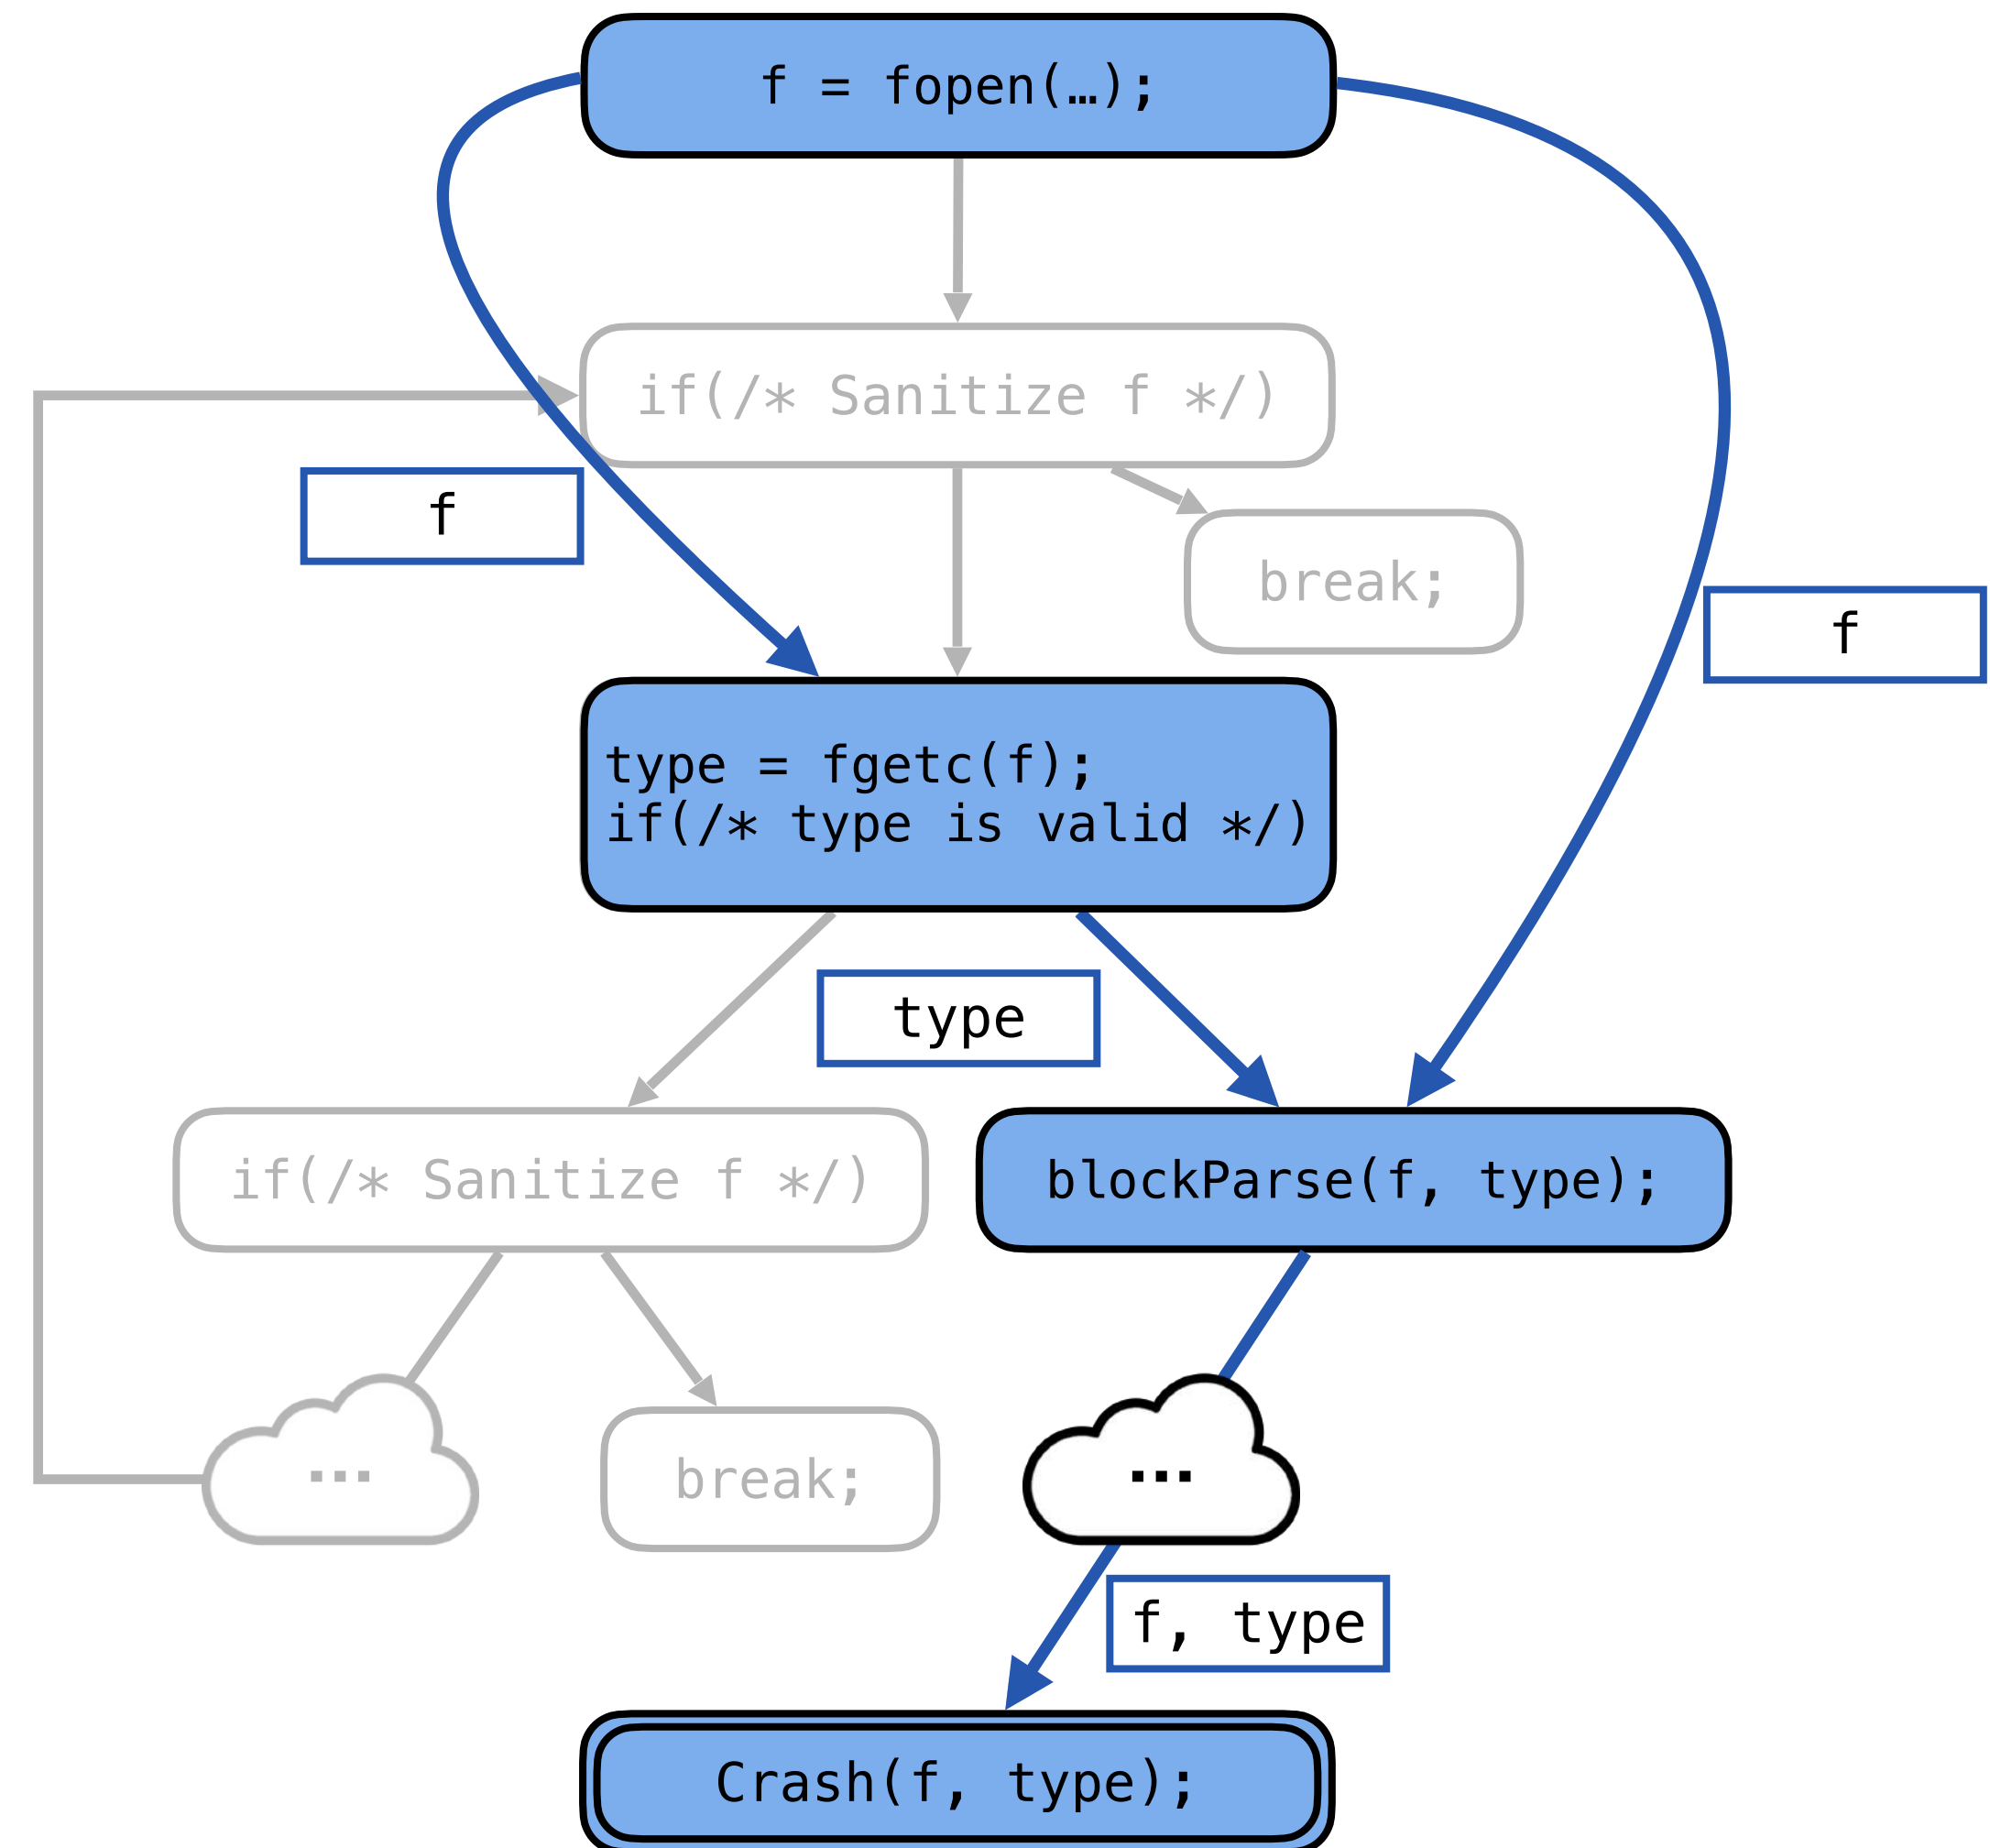 f = fopen(…);
if(/* Sanitize f */)
f
break;
f
type = fgetc(f);
if(/* type is valid */)
type
if(/* Sanitize f */)
blockParse(f, type);
…
break;
…
f, type
Crash(f, type);